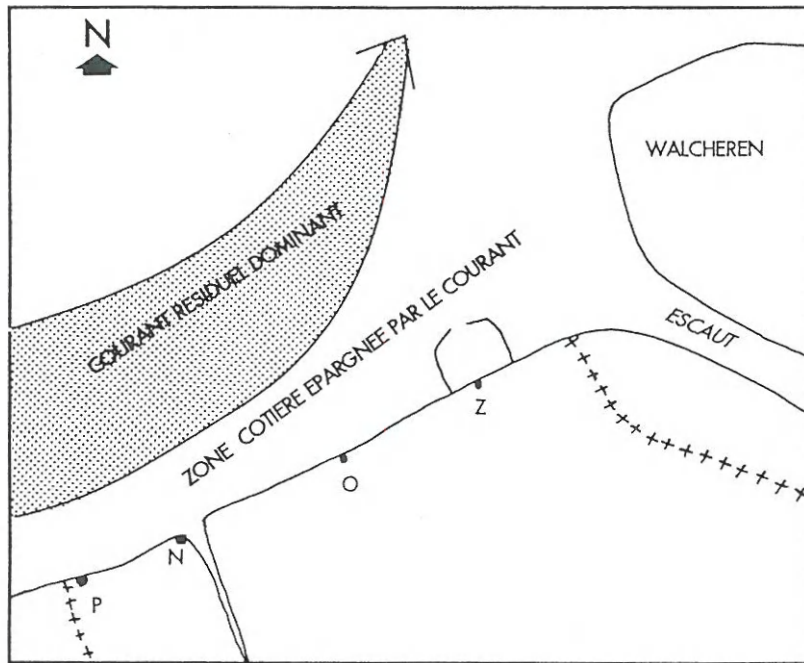 N
WALCHEREN
COURANT RESIDUEL DOMINANT
ZONE COTIERE EPARGNEE PAR LE COURANT
ESCAUT
Z
O
N
P